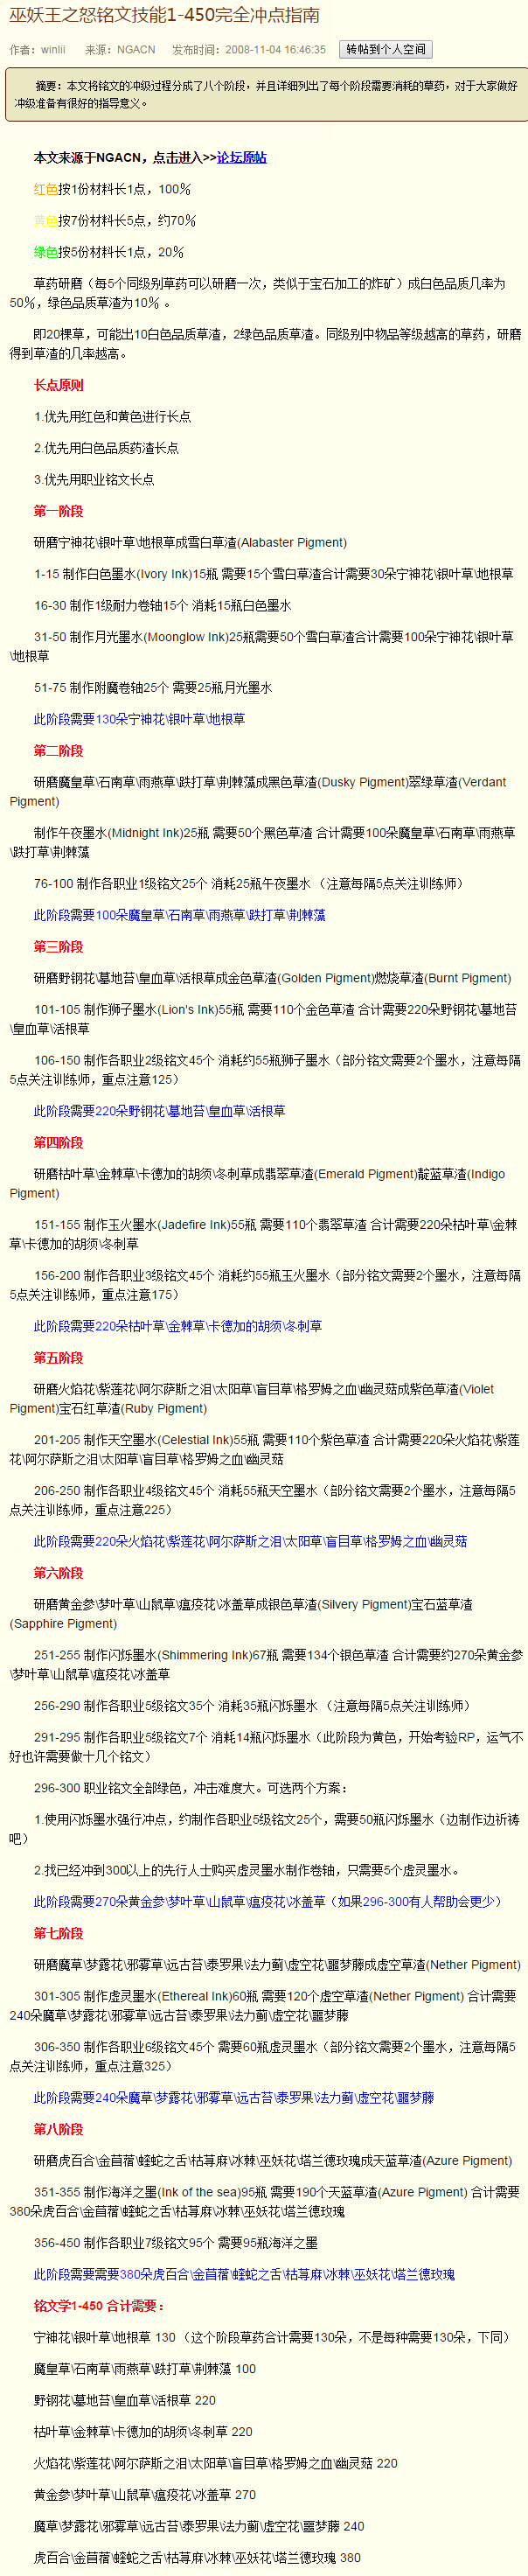 巫妖王之怒铭文技能1-450完全冲点指南
作者：winlii 来源：NGACN 发布时间：2008-11-04 16:46:35 转帖到个人空间
摘要：本文将铭文的冲级过程分成了八个阶段，并且详细列出了每个阶段需要消耗的草药，对于大家做好
冲级准备有很好的指导意义。
本文来源于NGACN，点击进入>>论坛原帖
红色按1份材料长1点，100％
黄色按7份材料长5点，约70％
绿色按5份材料长1点，20％
草药研磨（每5个同级别草药可以研磨一次，类似于宝石加工的炸矿）成白色品质几率为
50％，绿色品质草渣为10％ 。
即20棵草，可能出10白色品质草渣，2绿色品质草渣。同级别中物品等级越高的草药，研磨
得到草渣的几率越高。
长点原则
1.优先用红色和黄色进行长点
2.优先用白色品质药渣长点
3.优先用职业铭文长点
第一阶段
研磨宁神花\银叶草\地根草成雪白草渣(Alabaster Pigment)
1-15 制作白色墨水(Ivory Ink)15瓶 需要15个雪白草渣合计需要30朵宁神花\银叶草\地根草
16-30 制作1级耐力卷轴15个 消耗15瓶白色墨水
31-50 制作月光墨水(Moonglow Ink)25瓶需要50个雪白草渣合计需要100朵宁神花\银叶草
\地根草
51-75 制作附魔卷轴25个 需要25瓶月光墨水
此阶段需要130朵宁神花\银叶草\地根草
第二阶段
研磨魔皇草\石南草\雨燕草\跌打草\荆棘藻成黑色草渣(Dusky Pigment)翠绿草渣(Verdant
Pigment)
制作午夜墨水(Midnight Ink)25瓶 需要50个黑色草渣 合计需要100朵魔皇草\石南草\雨燕草
\跌打草\荆棘藻
76-100 制作各职业1级铭文25个 消耗25瓶午夜墨水 （注意每隔5点关注训练师）
此阶段需要100朵魔皇草\石南草\雨燕草\跌打草\荆棘藻
第三阶段
研磨野钢花\墓地苔\皇血草\活根草成金色草渣(Golden Pigment)燃烧草渣(Burnt Pigment)
101-105 制作狮子墨水(Lion's Ink)55瓶 需要110个金色草渣 合计需要220朵野钢花\墓地苔
\皇血草\活根草
106-150 制作各职业2级铭文45个 消耗约55瓶狮子墨水（部分铭文需要2个墨水，注意每隔
5点关注训练师，重点注意125）
此阶段需要220朵野钢花\墓地苔\皇血草\活根草
第四阶段
研磨枯叶草\金棘草\卡德加的胡须\冬刺草成翡翠草渣(Emerald Pigment)靛蓝草渣(Indigo
Pigment)
151-155 制作玉火墨水(Jadefire Ink)55瓶 需要110个翡翠草渣 合计需要220朵枯叶草\金棘
草\卡德加的胡须\冬刺草
156-200 制作各职业3级铭文45个 消耗约55瓶玉火墨水（部分铭文需要2个墨水，注意每隔
5点关注训练师，重点注意175）
此阶段需要220朵枯叶草\金棘草\卡德加的胡须\冬刺草
第五阶段
研磨火焰花\紫莲花\阿尔萨斯之泪\太阳草\盲目草\格罗姆之血\幽灵菇成紫色草渣(Violet
Pigment)宝石红草渣(Ruby Pigment)
201-205 制作天空墨水(Celestial Ink)55瓶 需要110个紫色草渣 合计需要220朵火焰花\紫莲
花\阿尔萨斯之泪\太阳草\盲目草\格罗姆之血\幽灵菇
206-250 制作各职业4级铭文45个 消耗55瓶天空墨水（部分铭文需要2个墨水，注意每隔5
点关注训练师，重点注意225）
此阶段需要220朵火焰花\紫莲花\阿尔萨斯之泪\太阳草\盲目草\格罗姆之血\幽灵菇
第六阶段
研磨黄金参\梦叶草\山鼠草\瘟疫花\冰盖草成银色草渣(Silvery Pigment)宝石蓝草渣
(Sapphire Pigment)
251-255 制作闪烁墨水(Shimmering Ink)67瓶 需要134个银色草渣 合计需要约270朵黄金参
\梦叶草\山鼠草\瘟疫花\冰盖草
256-290 制作各职业5级铭文35个 消耗35瓶闪烁墨水 （注意每隔5点关注训练师）
291-295 制作各职业5级铭文7个 消耗14瓶闪烁墨水（此阶段为黄色，开始考验RP，运气不
好也许需要做十几个铭文）
296-300 职业铭文全部绿色，冲击难度大。可选两个方案：
1.使用闪烁墨水强行冲点，约制作各职业5级铭文25个，需要50瓶闪烁墨水（边制作边祈祷
吧）
2.找已经冲到300以上的先行人士购买虚灵墨水制作卷轴，只需要5个虚灵墨水。
此阶段需要270朵黄金参\梦叶草\山鼠草\瘟疫花\冰盖草（如果296-300有人帮助会更少）
第七阶段
研磨魔草\梦露花\邪雾草\远古苔\泰罗果\法力蓟\虚空花\噩梦藤成虚空草渣(Nether Pigment)
301-305 制作虚灵墨水(Ethereal Ink)60瓶 需要120个虚空草渣(Nether Pigment) 合计需要
240朵魔草\梦露花\邪雾草\远古苔\泰罗果\法力蓟\虚空花\噩梦藤
306-350 制作各职业6级铭文45个 需要60瓶虚灵墨水（部分铭文需要2个墨水，注意每隔5
点关注训练师，重点注意325）
此阶段需要240朵魔草\梦露花\邪雾草\远古苔\泰罗果\法力蓟\虚空花\噩梦藤
第八阶段
研磨虎百合\金苜蓿\蝰蛇之舌\枯荨麻\冰棘\巫妖花\塔兰德玫瑰成天蓝草渣(Azure Pigment)
351-355 制作海洋之墨(Ink of the sea)95瓶 需要190个天蓝草渣(Azure Pigment) 合计需要
380朵虎百合\金苜蓿\蝰蛇之舌\枯荨麻\冰棘\巫妖花\塔兰德玫瑰
356-450 制作各职业7级铭文95个 需要95瓶海洋之墨
此阶段需要需要380朵虎百合\金苜蓿\蝰蛇之舌\枯荨麻\冰棘\巫妖花\塔兰德玫瑰
铭文学1-450 合计需要：
宁神花\银叶草\地根草 130 （这个阶段草药合计需要130朵，不是每种需要130朵，下同）
魔皇草\石南草\雨燕草\跌打草\荆棘藻 100
野钢花\墓地苔\皇血草\活根草 220
枯叶草\金棘草\卡德加的胡须\冬刺草 220
火焰花\紫莲花\阿尔萨斯之泪\太阳草\盲目草\格罗姆之血\幽灵菇 220
黄金参\梦叶草\山鼠草\瘟疫花\冰盖草 270
魔草\梦露花\邪雾草\远古苔\泰罗果\法力蓟\虚空花\噩梦藤 240
虎百合\金苜蓿\蝰蛇之舌\枯荨麻\冰棘\巫妖花\塔兰德玫瑰 380